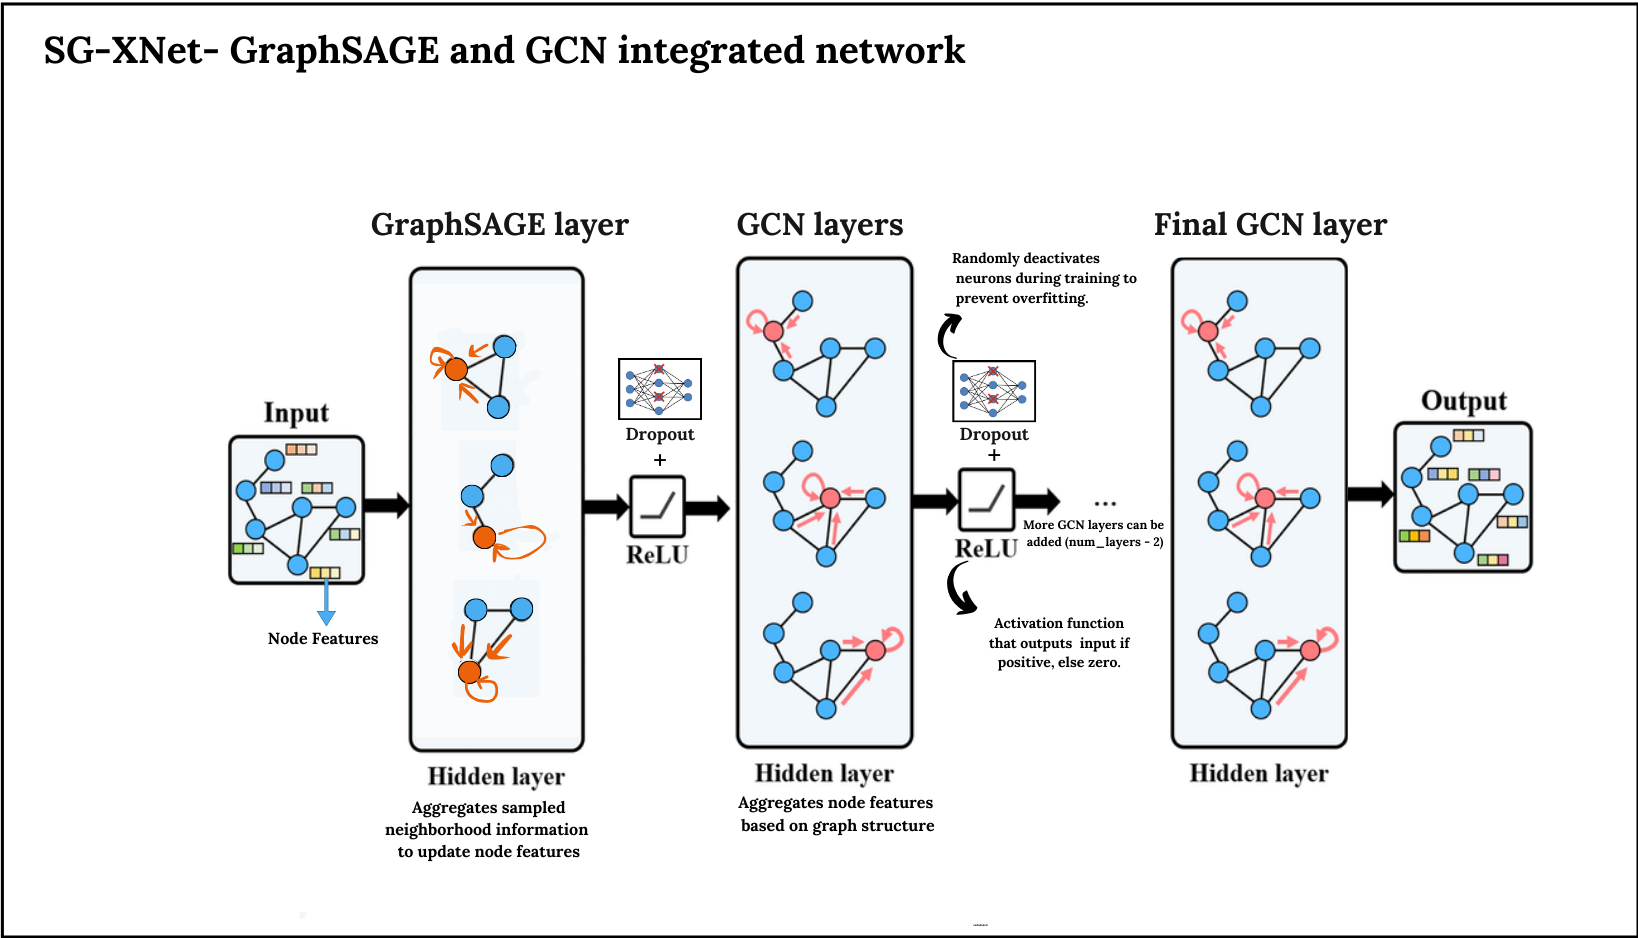 SG-XNet- GraphSAGE and GCN integrated network
GraphSAGE layer
GCN layers
Final GCN layer
Randomly deactivates
neurons during training to
prevent overfitting.
Input
Node Features
Dropout
+
ReLU
Dropout
+
ReLU
...
More GCN layers can be
added (num_layers - 2)
Activation function
that outputs input if
positive, else zero.
Output
Hidden layer
Aggregates sampled
neighborhood information
to update node features
Hidden layer
Aggregates node features
based on graph structure
Hidden layer